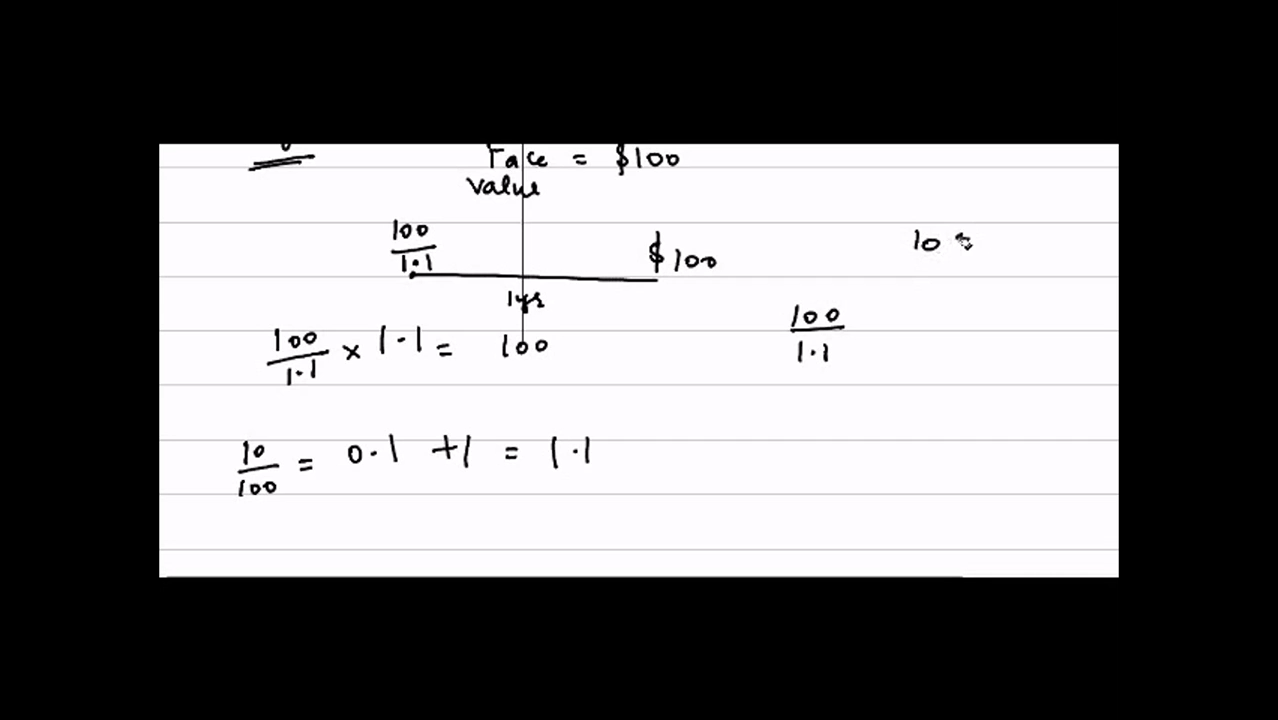 Face = $100
Value
100
1.1
$100
10
1yr
100
1.1
100/1.1 × 1.1 = 100
10/100 = 0.1 +1 = 1.1